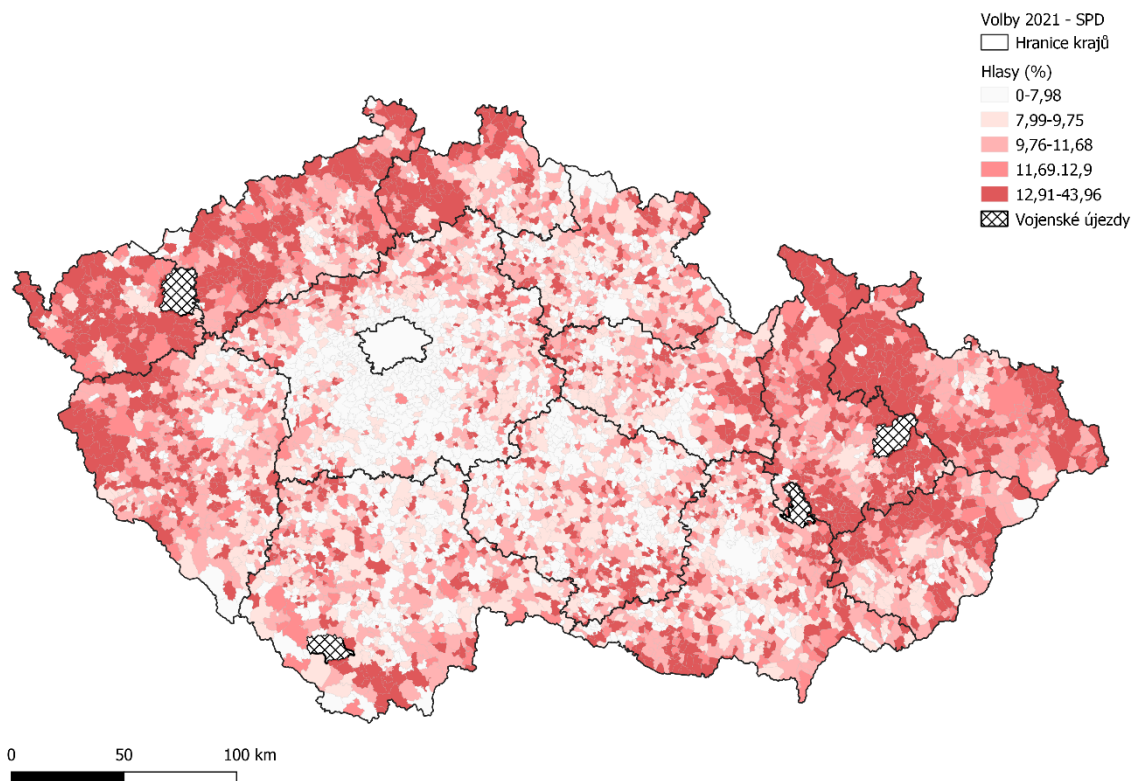 Volby 2021 - SPD
Hranice krajů
Hlasy (%)
0-7,98
7,99-9,75
9,76-11,68
11,69.12,9
12,91-43,96
Vojenské újezdy
0 50 100 km